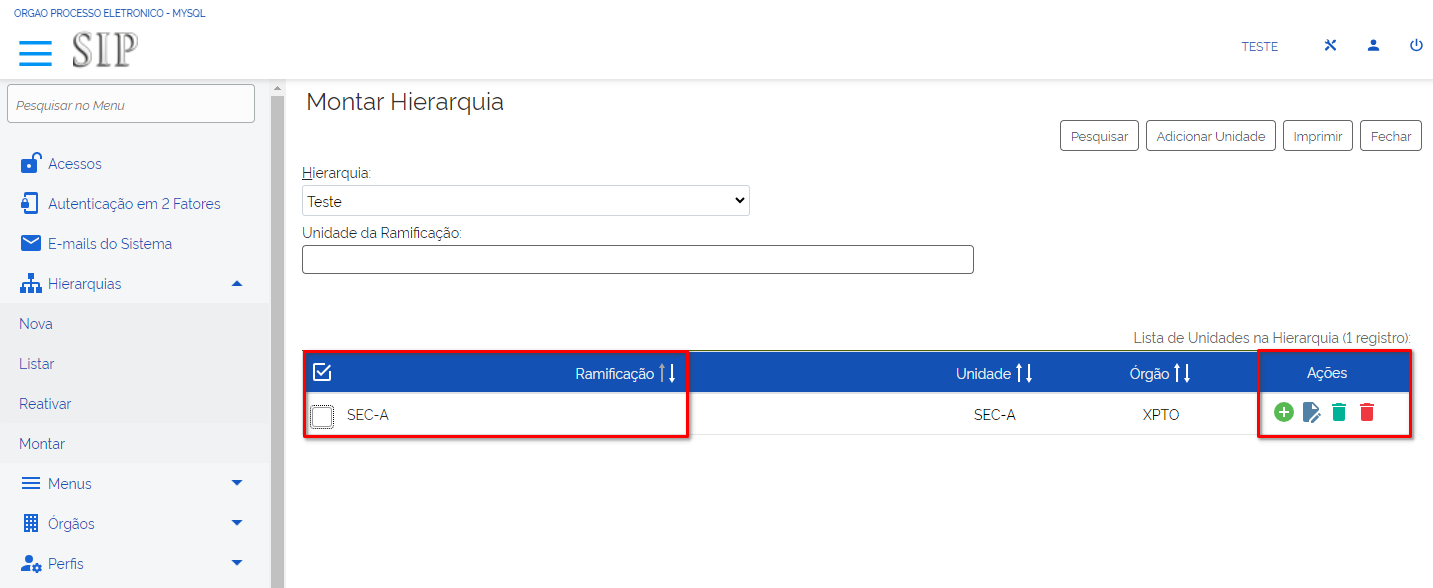 ORGAO PROCESSO ELETRONICO - MYSQL
SIP
TESTE
Pesquisar no Menu
Acessos
Autenticação em 2 Fatores
E-mails do Sistema
Hierarquias
Nova
Listar
Reativar
Montar
Menus
Órgãos
Perfis
Montar Hierarquia
Pesquisar Adicionar Unidade Imprimir Fechar
Hierarquia:
Teste
Unidade da Ramificação:
Lista de Unidades na Hierarquia (1 registro):
Ramificação Unidade Órgão Ações
SEC-A SEC-A XPTO